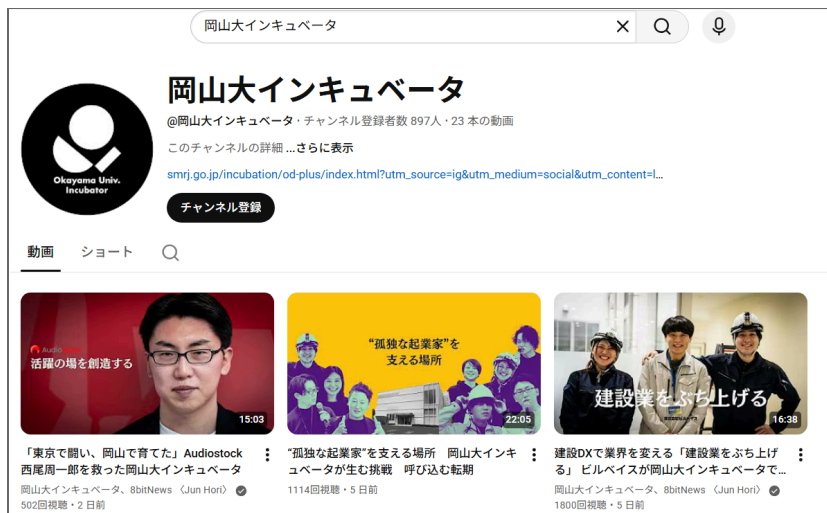 岡山大インキュベータ
岡山大インキュベータ
@岡山大インキュベータ・チャンネル登録者数 897人・23 本の動画
このチャンネルの詳細 ...さらに表示
smrj.go.jp/incubation/od-plus/index.html?utm_source=ig&utm_medium=social&utm_content=l...
チャンネル登録
Okayama Univ.
Incubator
動画 ショート
Audio
活躍の場を創造する
15:03
“孤独な起業家”を
支える場所
22:05
建設業をぶち上げる
16:38
「東京で闘い、岡山で育てた」Audiostock
西尾周一郎を救った岡山大インキュベータ
岡山大インキュベータ、8bitNews 〈Jun Hori〉
502回視聴・2 日前
“孤独な起業家”を支える場所 岡山大インキ
ュベータが生む挑戦 呼び込む転期
1114回視聴・5 日前
建設DXで業界を変える「建設業をぶち上げ
る」 ビルベイスが岡山大インキュベータで...
岡山大インキュベータ、8bitNews 〈Jun Hori〉
1800回視聴・5 日前